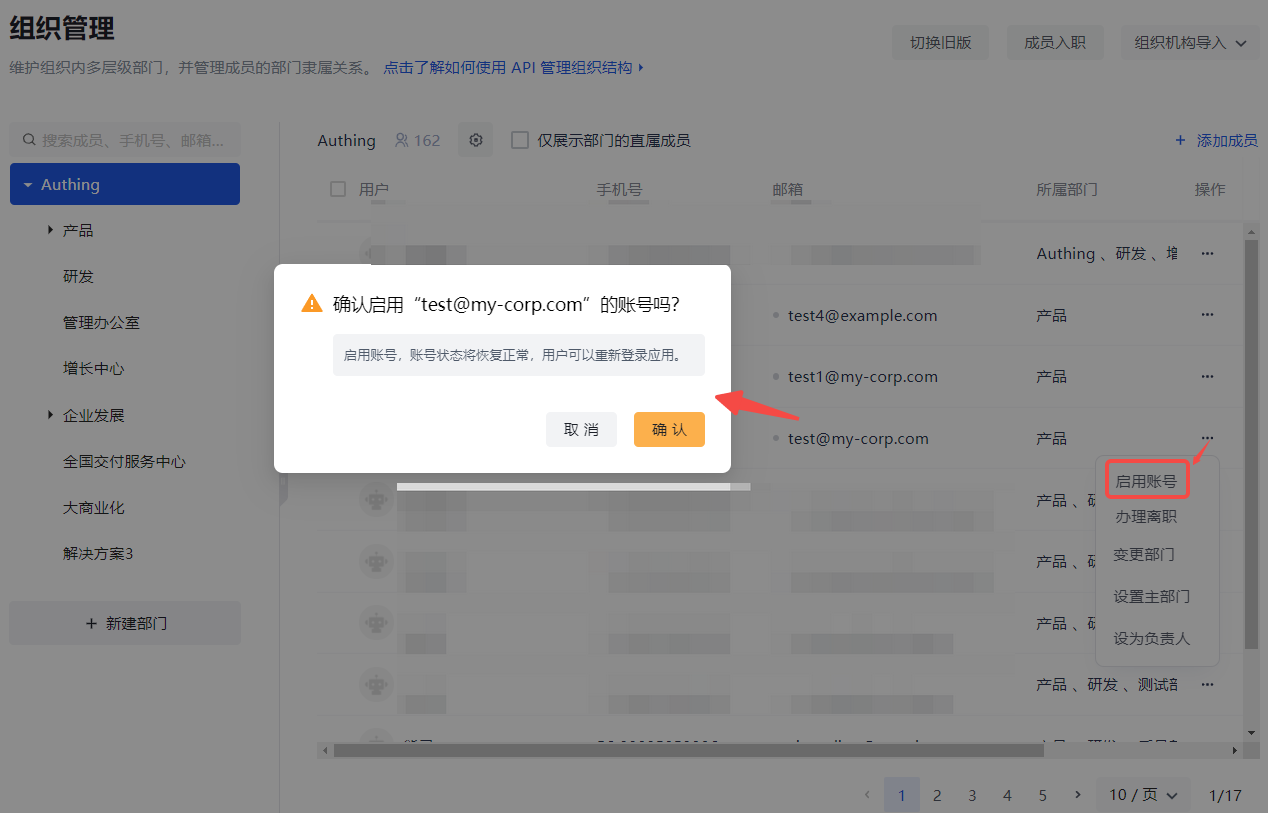 组织管理
切换旧版
成员入职
组织机构导入
维护组织内多层级部门，并管理成员的部门隶属关系。 点击了解如何使用 API 管理组织结构
搜索成员、手机号、邮箱...
Authing
162
仅展示部门的直属成员
+ 添加成员
Authing
用户
手机号
邮箱
所属部门
操作
产品
研发
管理办公室
增长中心
企业发展
全国交付服务中心
大商业化
解决方案3
+ 新建部门
Authing 、研发 、增
···
test4@example.com
产品
···
test1@my-corp.com
产品
···
test@my-corp.com
产品
···
确认启用“test@my-corp.com”的账号吗？
启用账号，账号状态将恢复正常，用户可以重新登录应用。
取 消
确 认
启用账号
办理离职
变更部门
设置主部门
设为负责人
产品 、研
产品 、研
产品 、研
产品 、研发 、测试部
···
1
2
3
4
5
10 / 页
1/17